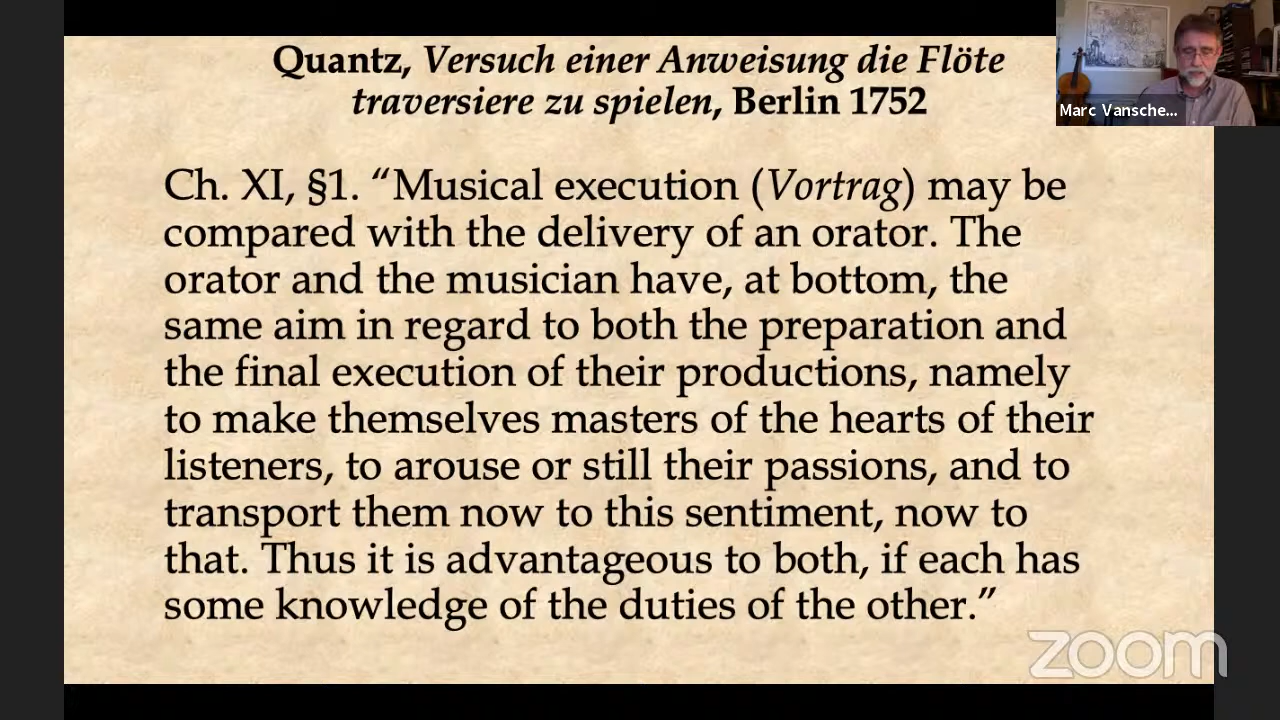 Quantz, Versuch einer Anweisung die Flöte
traversiere zu spielen, Berlin 1752
Marc Vansche...
Ch. XI, §1. “Musical execution (Vortrag) may be
compared with the delivery of an orator. The
orator and the musician have, at bottom, the
same aim in regard to both the preparation and
the final execution of their productions, namely
to make themselves masters of the hearts of their
listeners, to arouse or still their passions, and to
transport them now to this sentiment, now to
that. Thus it is advantageous to both, if each has
some knowledge of the duties of the other.”
zoom